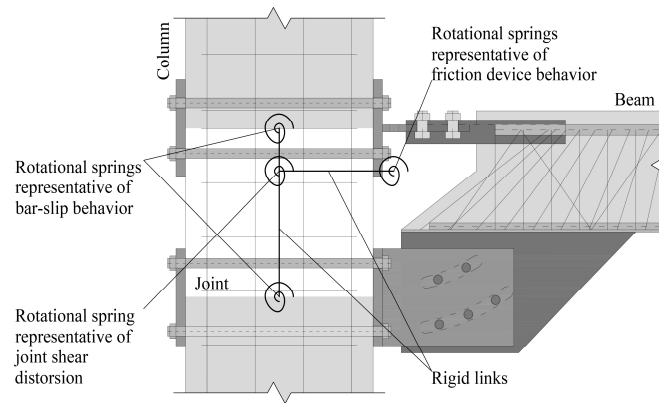 Column
Rotational springs
representative of
friction device behavior
Beam
Rotational springs
representative of
bar-slip behavior
Joint
Rotational spring
representative of
joint shear
distorsion
Rigid links